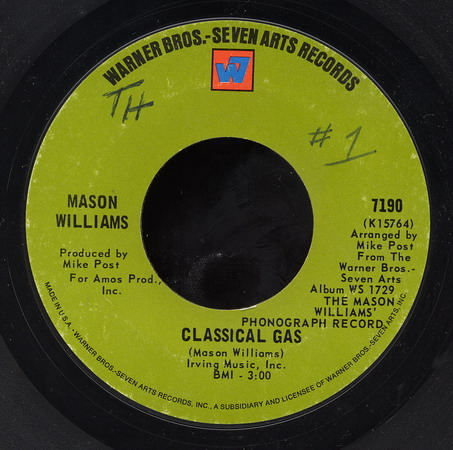 WARNER BROS.-SEVEN ARTS RECORDS
W7
TH
#1
MASON
WILLIAMS
Produced by
Mike Post
For Amos Prod.,
Inc.
7190
(K15764)
Arranged by
Mike Post
From The
Warner Bros.-
Seven Arts
Album WS 1729
THE MASON
WILLIAMS'
PHONOGRAPH RECORD
CLASSICAL GAS
(Mason Williams)
Irving Music, Inc.
BMI - 3:00
MADE IN U.S.A. • WARNER BROS.-SEVEN ARTS RECORDS, INC., A SUBSIDIARY AND LICENSEE OF WARNER BROS.-SEVEN ARTS, INC.